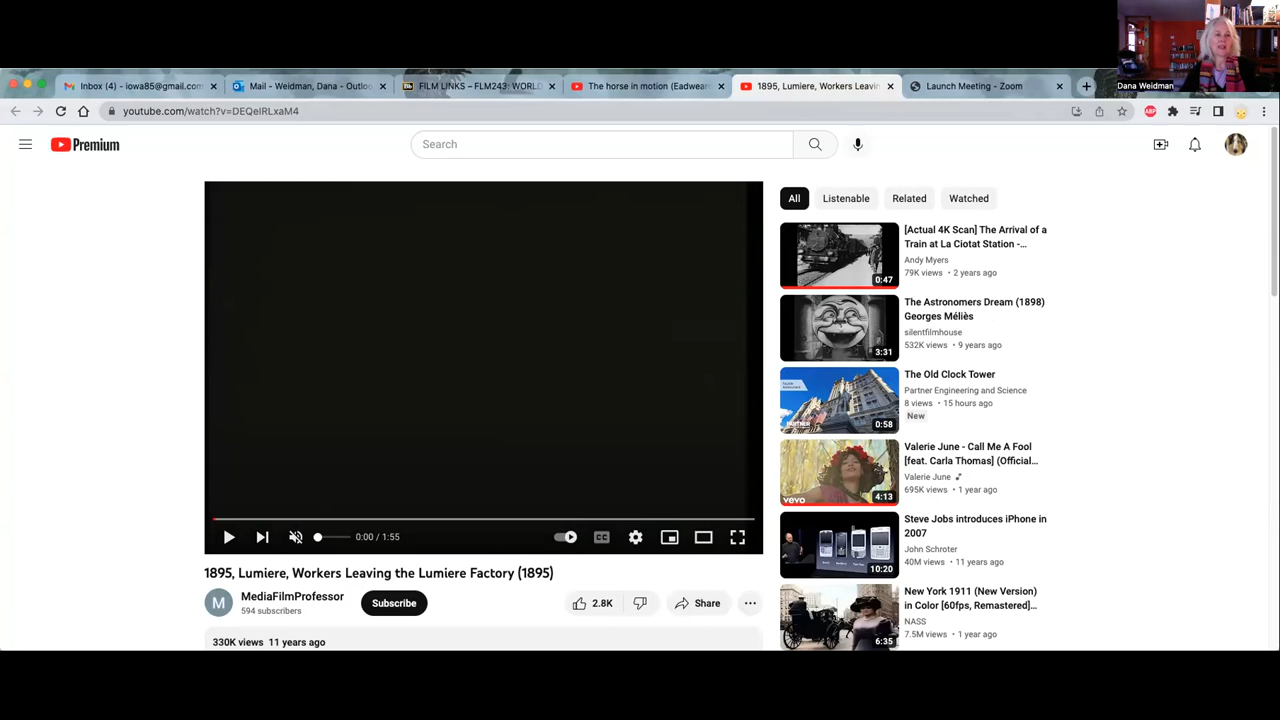 Dana Weidman
Inbox (4) - iowa85@gmail.com
Mail - Weidman, Dana - Outloo
FILM LINKS – FLM243: WORLD
The horse in motion (Eadwear
1895, Lumiere, Workers Leavin
Launch Meeting - Zoom
youtube.com/watch?v=DEQeIRLxaM4
ABP
Premium
Search
All
Listenable
Related
Watched
[Actual 4K Scan] The Arrival of a
Train at La Ciotat Station -...
Andy Myers
79K views • 2 years ago
0:47
The Astronomers Dream (1898)
Georges Méliès
silentfilmhouse
532K views • 9 years ago
3:31
The Old Clock Tower
Partner Engineering and Science
8 views • 15 hours ago
New
PARTNER
0:58
Valerie June - Call Me A Fool
[feat. Carla Thomas] (Official...
Valerie June
695K views • 1 year ago
vevo
4:13
Steve Jobs introduces iPhone in
2007
John Schroter
40M views • 11 years ago
10:20
New York 1911 (New Version)
in Color [60fps, Remastered]...
NASS
7.5M views • 1 year ago
6:35
0:00 / 1:55
CC
1895, Lumiere, Workers Leaving the Lumiere Factory (1895)
M
MediaFilmProfessor
594 subscribers
Subscribe
2.8K
Share
330K views 11 years ago